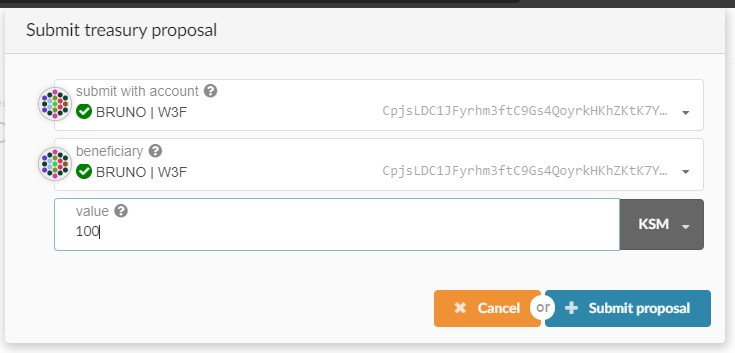 Submit treasury proposal
submit with account
BRUNO | W3F
CpjsLDC1JFyrhm3ftC9Gs4QoyrkHKhZKtK7Y…
beneficiary
BRUNO | W3F
CpjsLDC1JFyrhm3ftC9Gs4QoyrkHKhZKtK7Y…
value
100
KSM
Cancel or Submit proposal